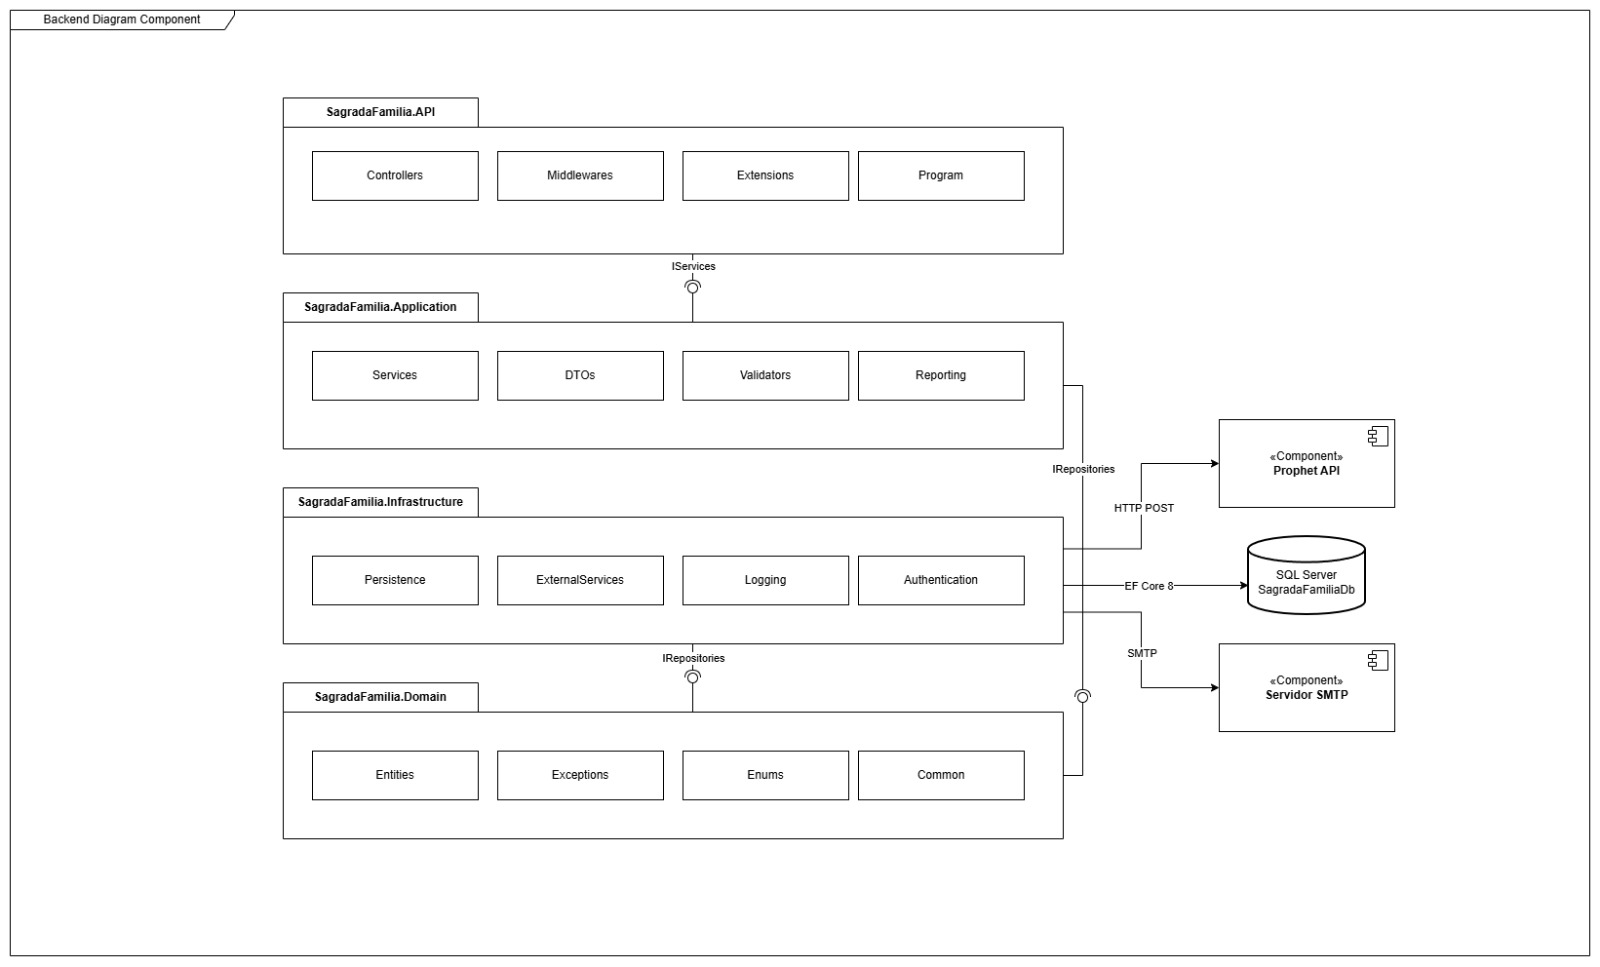 Backend Diagram Component
SagradaFamilia.API
Controllers
Middlewares
Extensions
Program
IServices
SagradaFamilia.Application
Services
DTOs
Validators
Reporting
IRepositories
SagradaFamilia.Infrastructure
Persistence
ExternalServices
Logging
Authentication
HTTP POST
«Component»
Prophet API
EF Core 8
SQL Server
SagradaFamiliaDb
SMTP
«Component»
Servidor SMTP
IRepositories
SagradaFamilia.Domain
Entities
Exceptions
Enums
Common